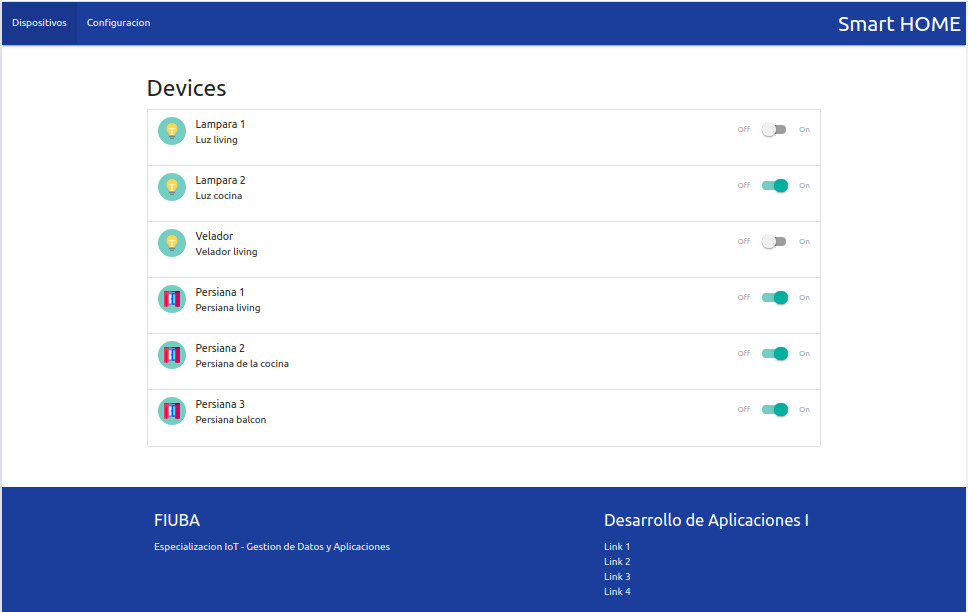 Dispositivos Configuracion Smart HOME
Devices
Lampara 1
Luz living
Off On
Lampara 2
Luz cocina
Off On
Velador
Velador living
Off On
Persiana 1
Persiana living
Off On
Persiana 2
Persiana de la cocina
Off On
Persiana 3
Persiana balcon
Off On
FIUBA
Especializacion IoT - Gestion de Datos y Aplicaciones
Desarrollo de Aplicaciones I
Link 1
Link 2
Link 3
Link 4